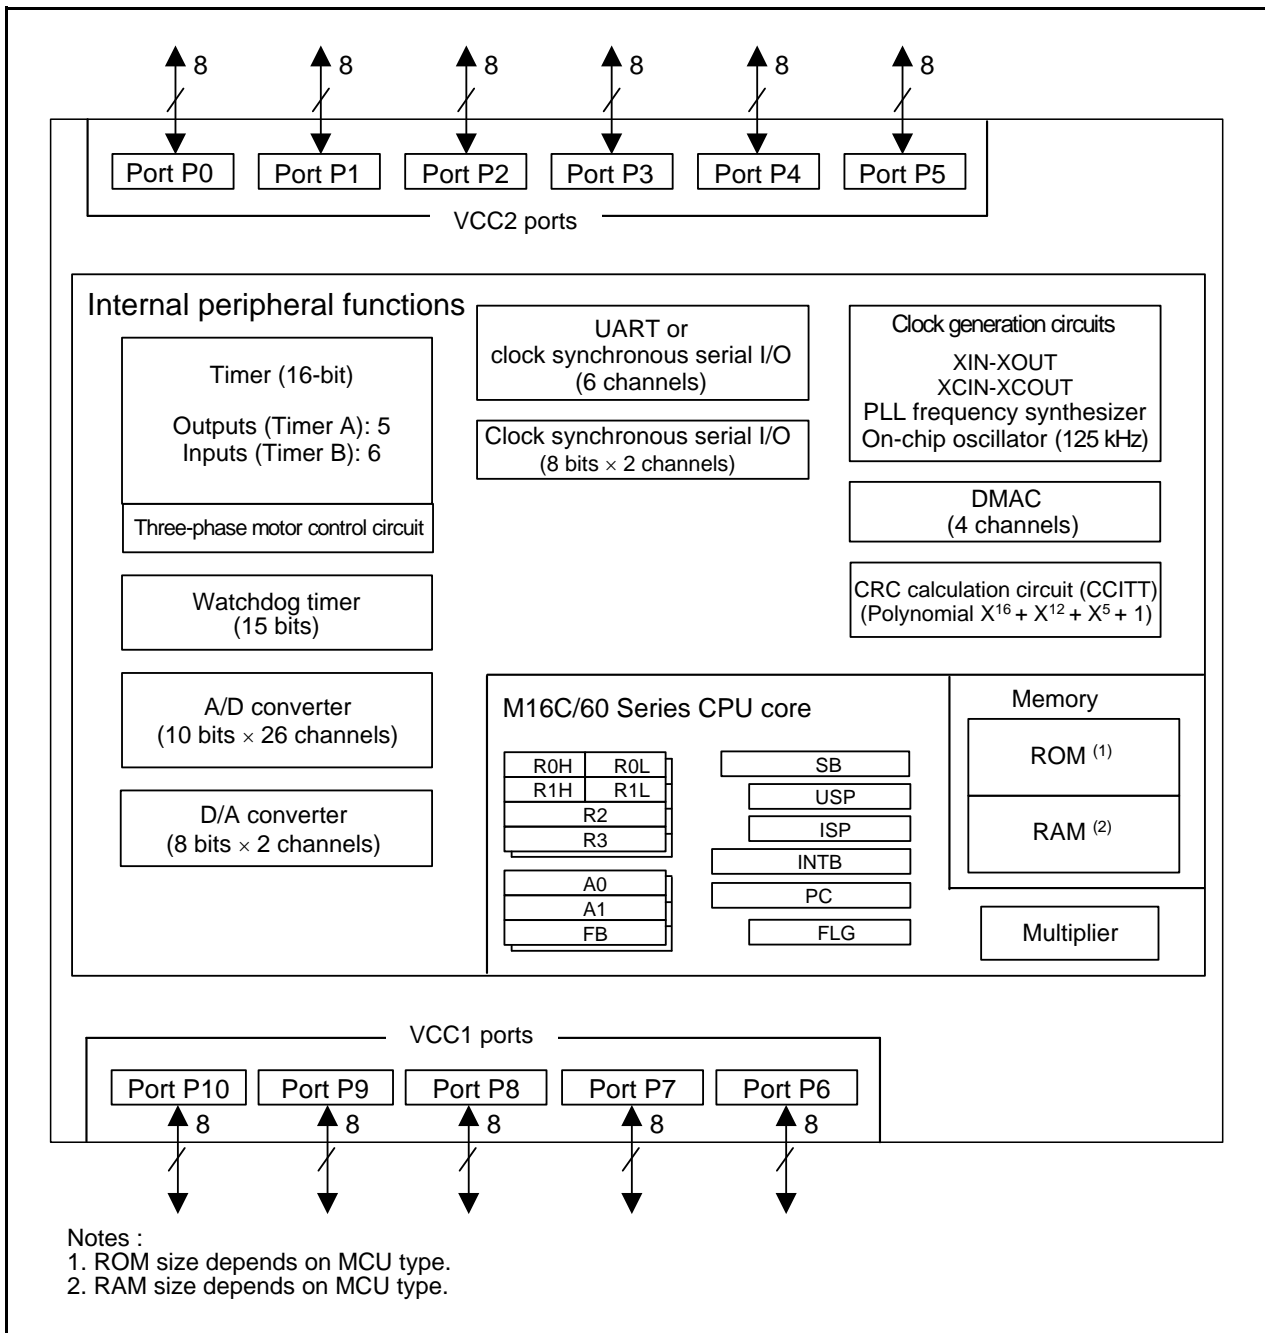 8 8 8 8 8 8
Port P0 Port P1 Port P2 Port P3 Port P4 Port P5
VCC2 ports
Internal peripheral functions
Timer (16-bit)
Outputs (Timer A): 5
Inputs (Timer B): 6
Three-phase motor control circuit
Watchdog timer
(15 bits)
A/D converter
(10 bits × 26 channels)
D/A converter
(8 bits × 2 channels)
UART or
clock synchronous serial I/O
(6 channels)
Clock synchronous serial I/O
(8 bits × 2 channels)
Clock generation circuits
XIN-XOUT
XCIN-XCOUT
PLL frequency synthesizer
On-chip oscillator (125 kHz)
DMAC
(4 channels)
CRC calculation circuit (CCITT)
(Polynomial X¹⁶ + X¹² + X⁵ + 1)
M16C/60 Series CPU core
R0H R0L
R1H R1L
R2
R3
A0
A1
FB
SB
USP
ISP
INTB
PC
FLG
Memory
ROM (1)
RAM (2)
Multiplier
VCC1 ports
Port P10 Port P9 Port P8 Port P7 Port P6
8 8 8 8 8
Notes :
1. ROM size depends on MCU type.
2. RAM size depends on MCU type.